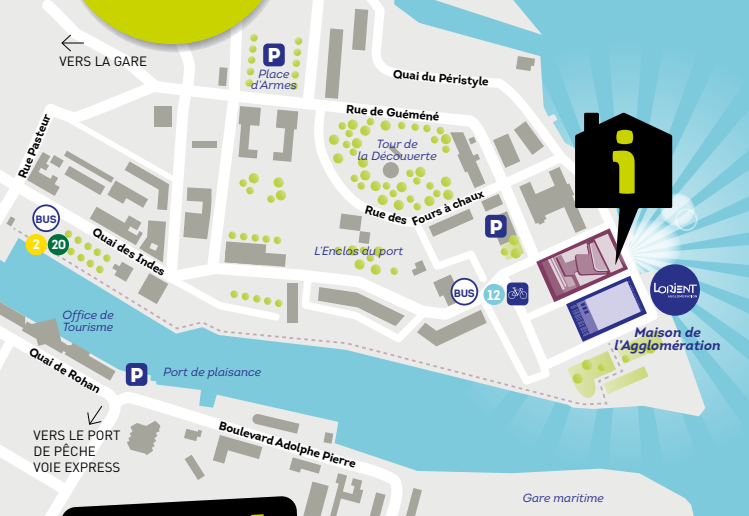 VERS LA GARE
P
Place
d'Armes
Quai du Péristyle
Rue de Guéméné
Tour de
la Découverte
i
Rue Pasteur
BUS
2
20
Quai des Indes
Rue des Fours à chaux
P
L'Enclos du port
BUS
12
LORIENT
AGGLOMÉRATION
Maison de
l'Agglomération
Office de
Tourisme
Quai de Rohan
P
Port de plaisance
VERS LE PORT
DE PÊCHE
VOIE EXPRESS
Boulevard Adolphe Pierre
Gare maritime